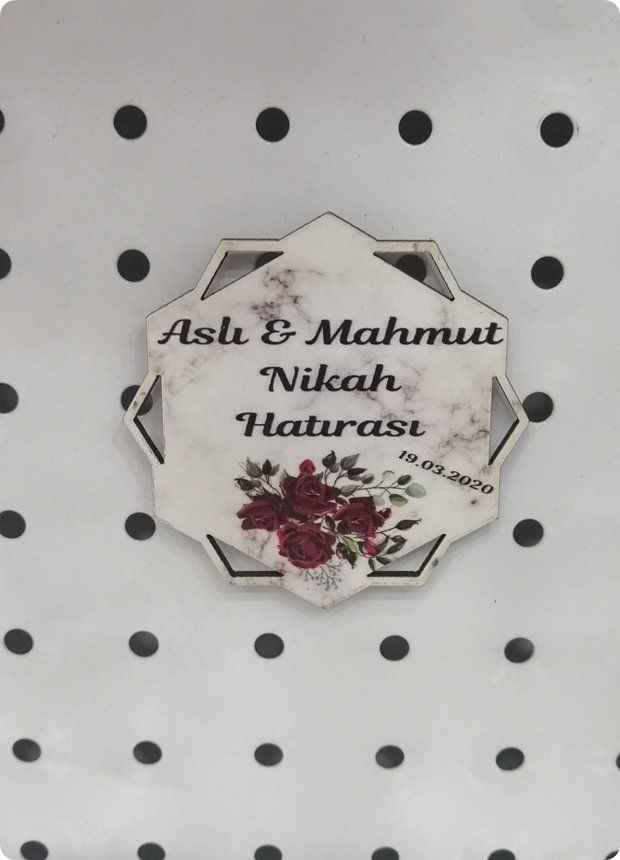 Aslı & Mahmut
Nikah
Hatırası
19.03.2020